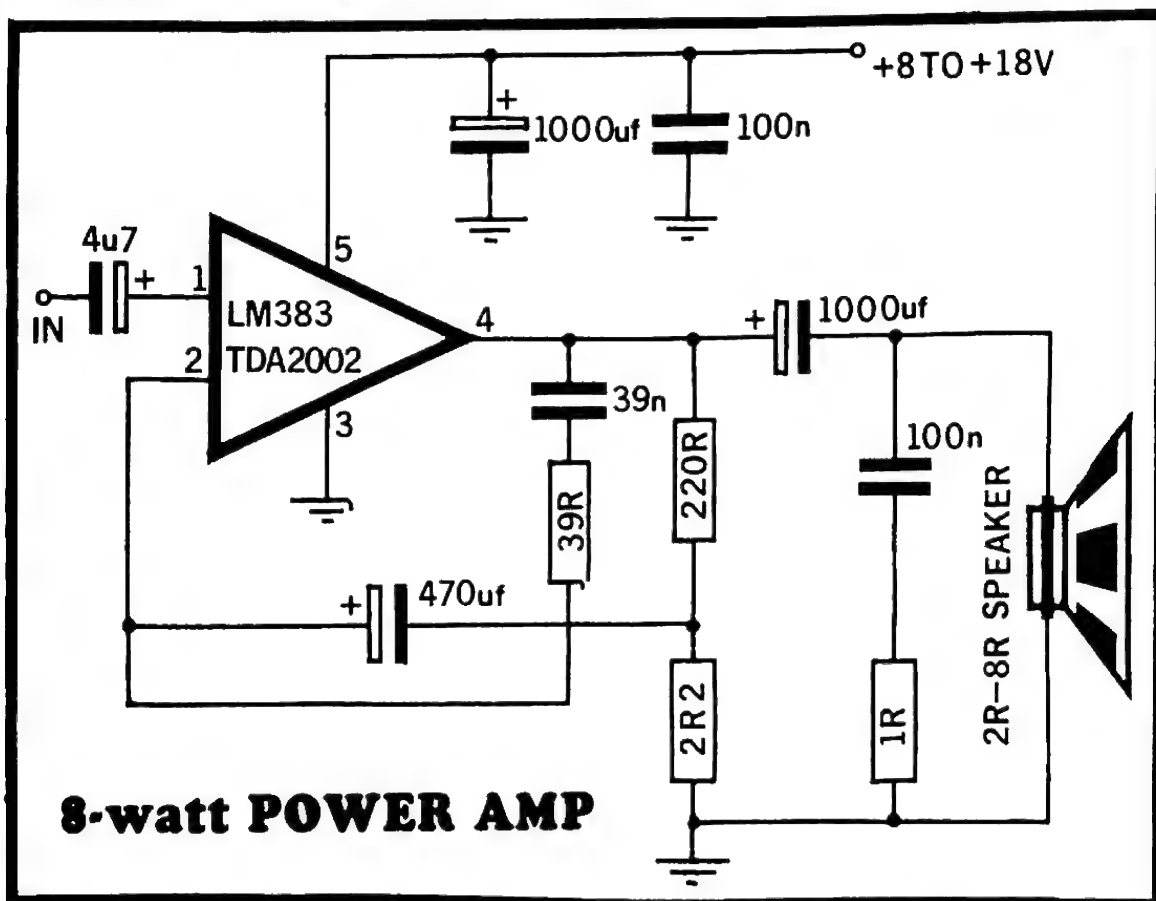 +8 TO +18V
1000uf
100n
4u7
+
+
5
1
IN
LM383
TDA2002
4
2
3
+
1000uf
39n
100n
220R
39R
+
470uf
2R2
1R
2R-8R SPEAKER
8-watt POWER AMP